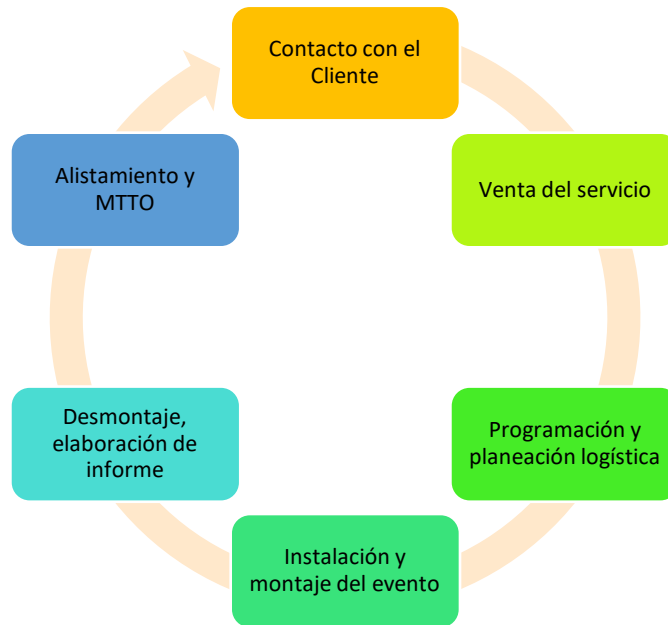 Contacto con el
Cliente
Venta del servicio
Programación y
planeación logística
Instalación y
montaje del evento
Desmontaje,
elaboración de
informe
Alistamiento y
MTTO